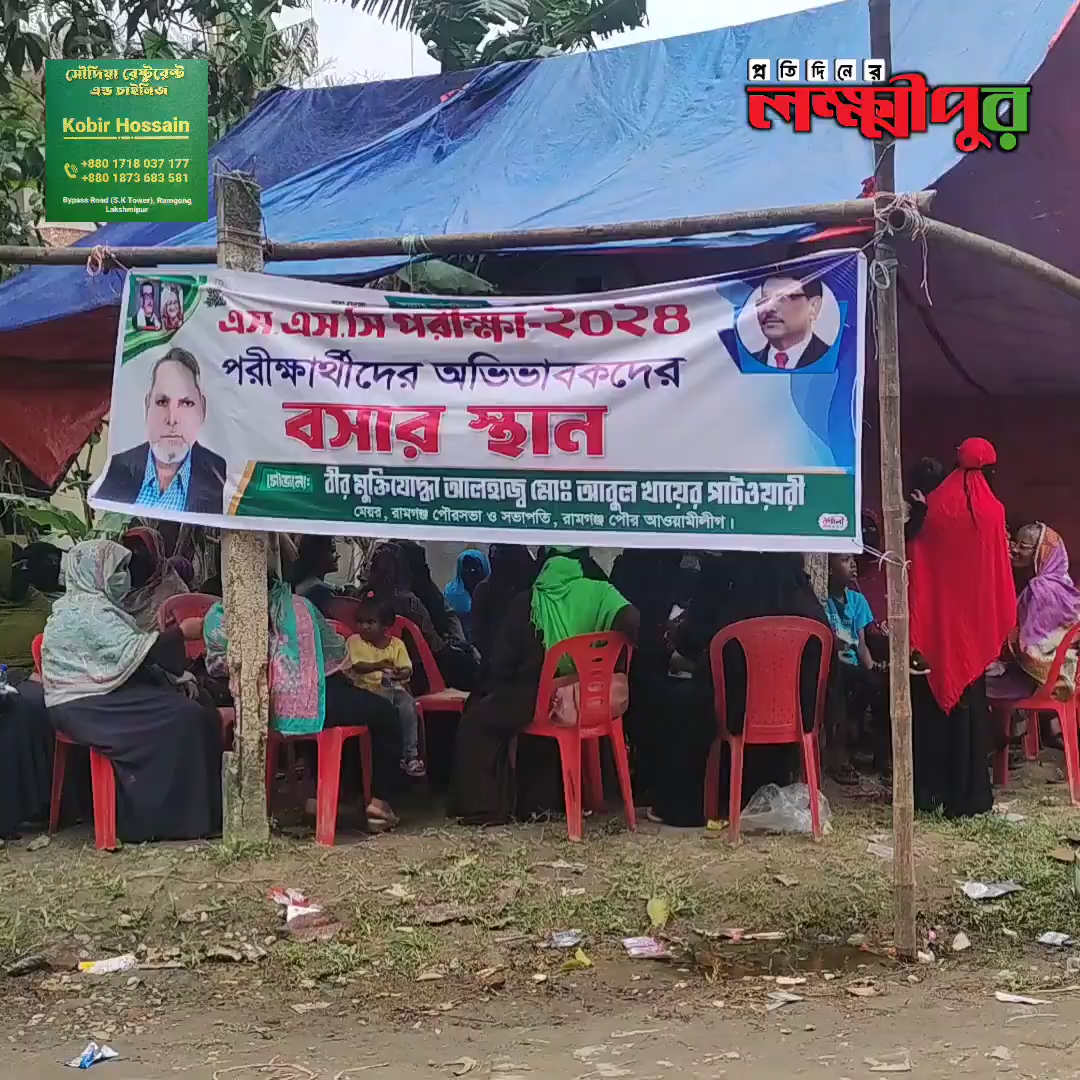 সৌদিয়া রেস্টুরেন্ট
এন্ড চাইনিজ
Kobir Hossain
+880 1718 037 177
+880 1873 683 581
Bypass Road (S.K Tower), Ramgonj
Lakshmipur
প্রতিদিনের
লক্ষ্মীপুর
এস.এস.সি পরীক্ষা-২০২৪
পরীক্ষার্থীদের অভিভাবকদের
বসার স্থান
সৌজন্যে: বীর মুক্তিযোদ্ধা আলহাজ্ব মোঃ আবুল খায়ের পাটওয়ারী
মেয়র, রামগঞ্জ পৌরসভা ও সভাপতি, রামগঞ্জ পৌর আওয়ামীলীগ।